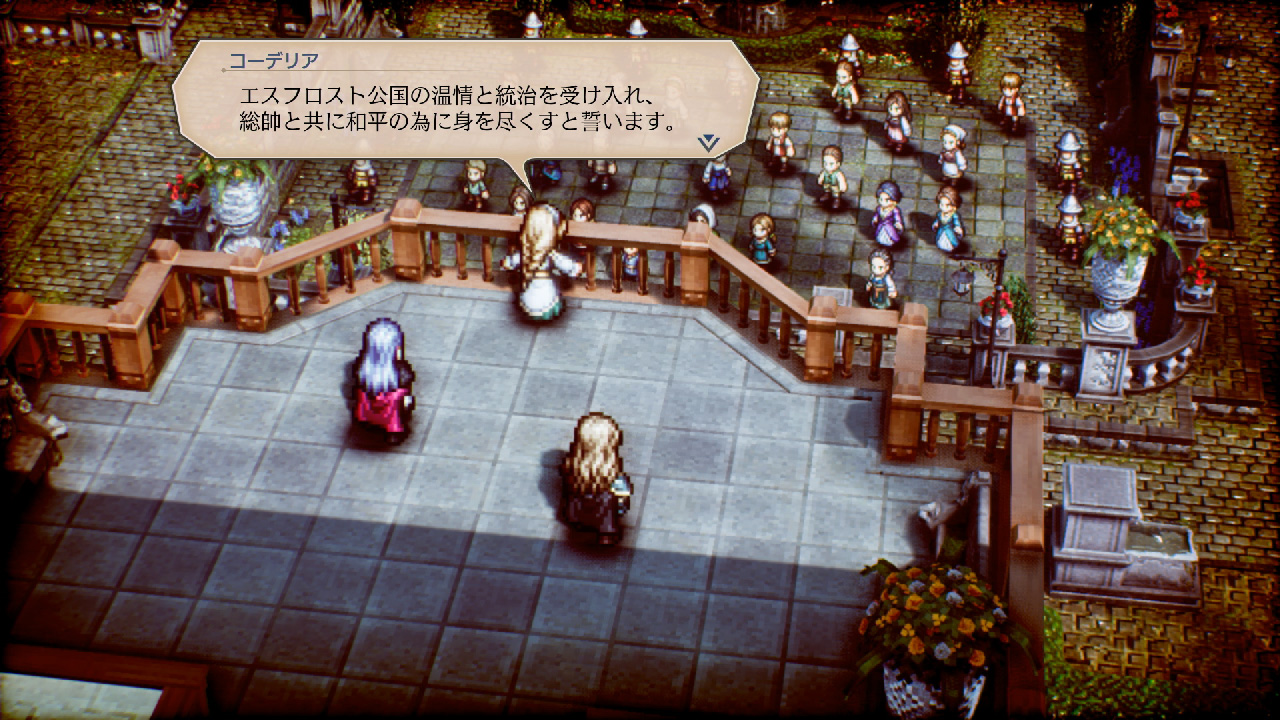 コーデリア
エスフロスト公国の温情と統治を受け入れ、
総帥と共に和平の為に身を尽くすと誓います。